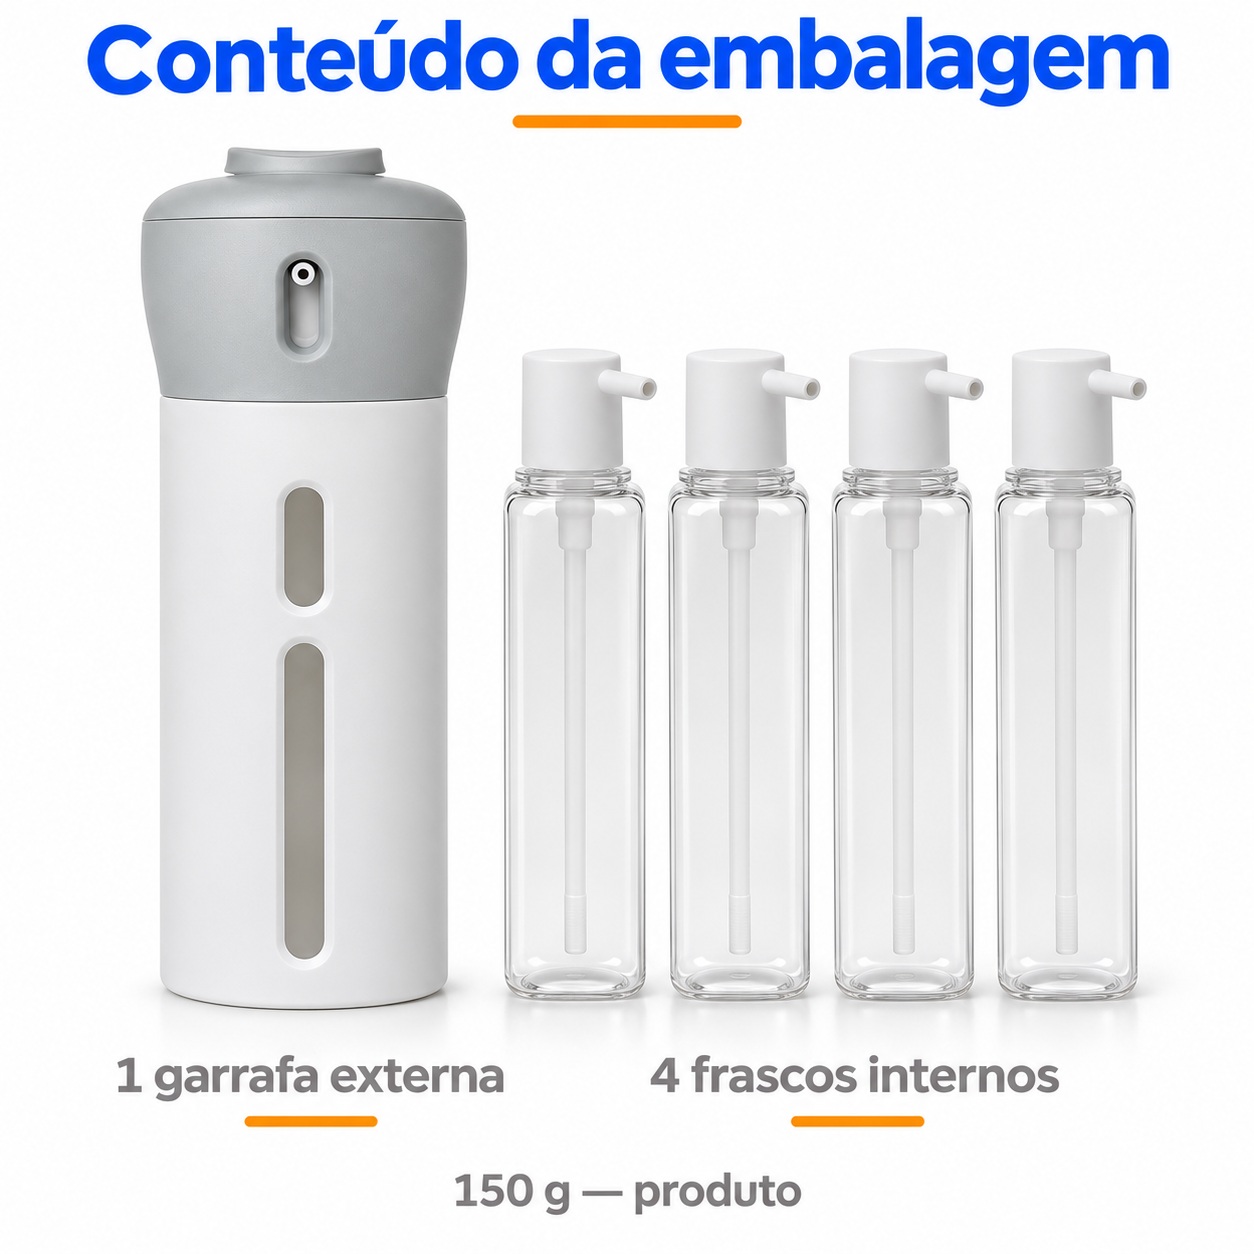 Conteúdo da embalagem
1 garrafa externa
4 frascos internos
150 g — produto